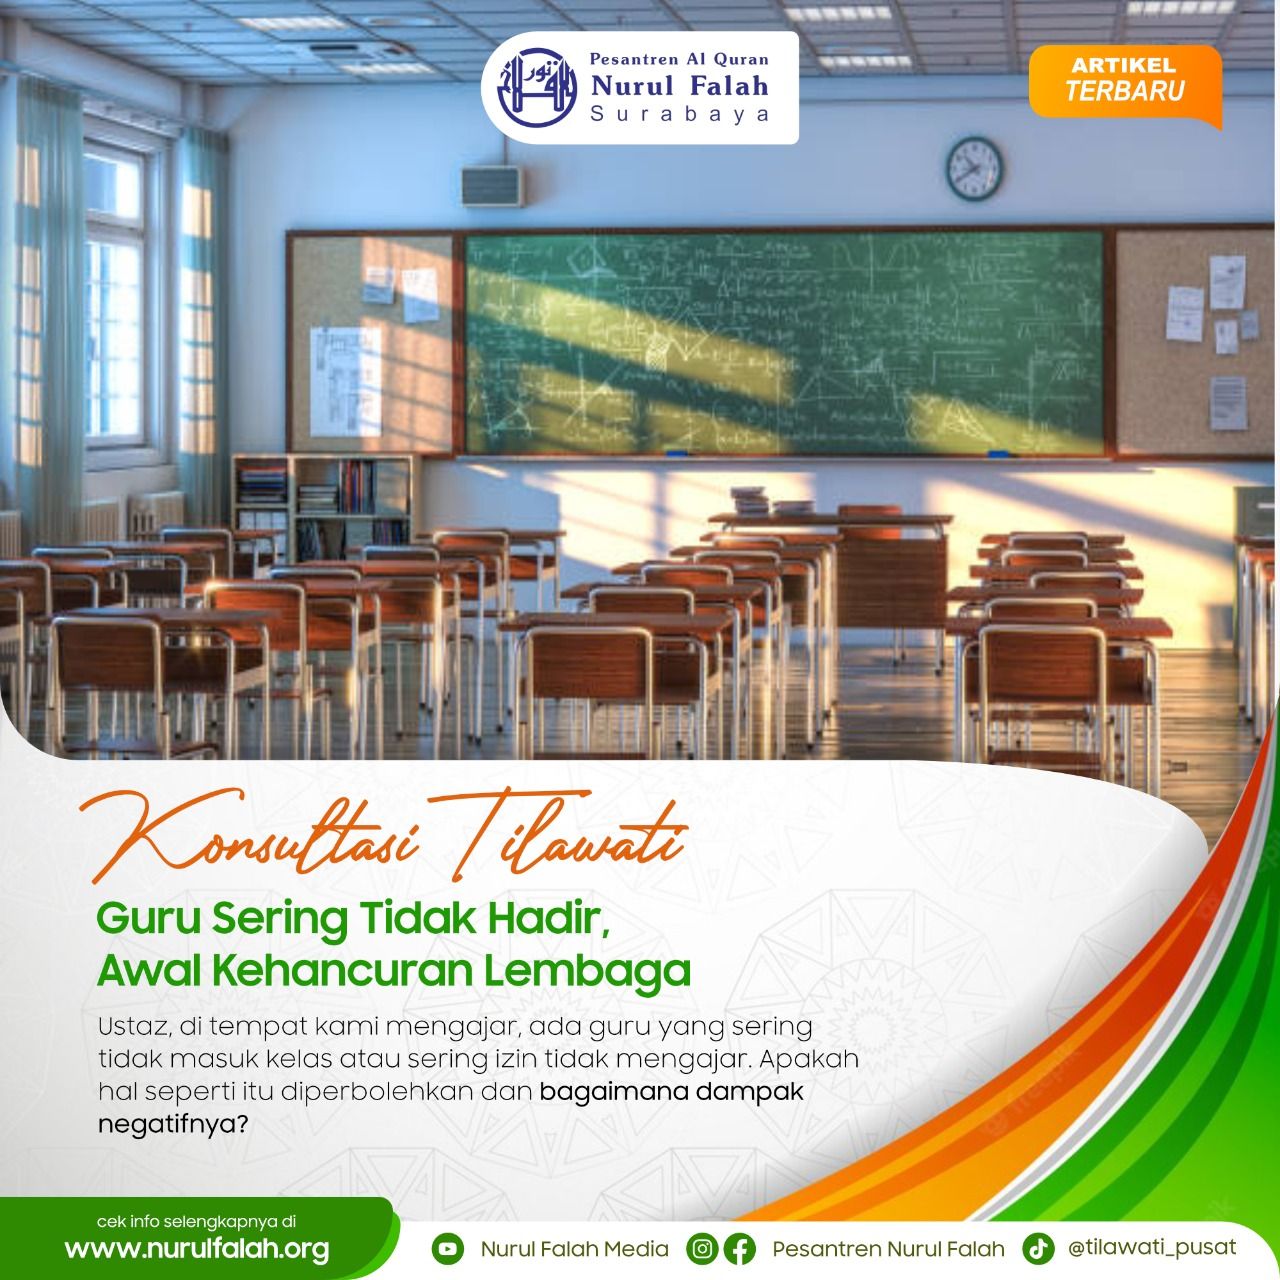 Pesantren Al Quran
Nurul Falah
Surabaya
ARTIKEL
TERBARU
Konsultasi Tilawati
Guru Sering Tidak Hadir,
Awal Kehancuran Lembaga
Ustaz, di tempat kami mengajar, ada guru yang sering
tidak masuk kelas atau sering izin tidak mengajar. Apakah
hal seperti itu diperbolehkan dan bagaimana dampak
negatifnya?
cek info selengkapnya di
www.nurulfalah.org
Nurul Falah Media
Pesantren Nurul Falah
@tilawati_pusat